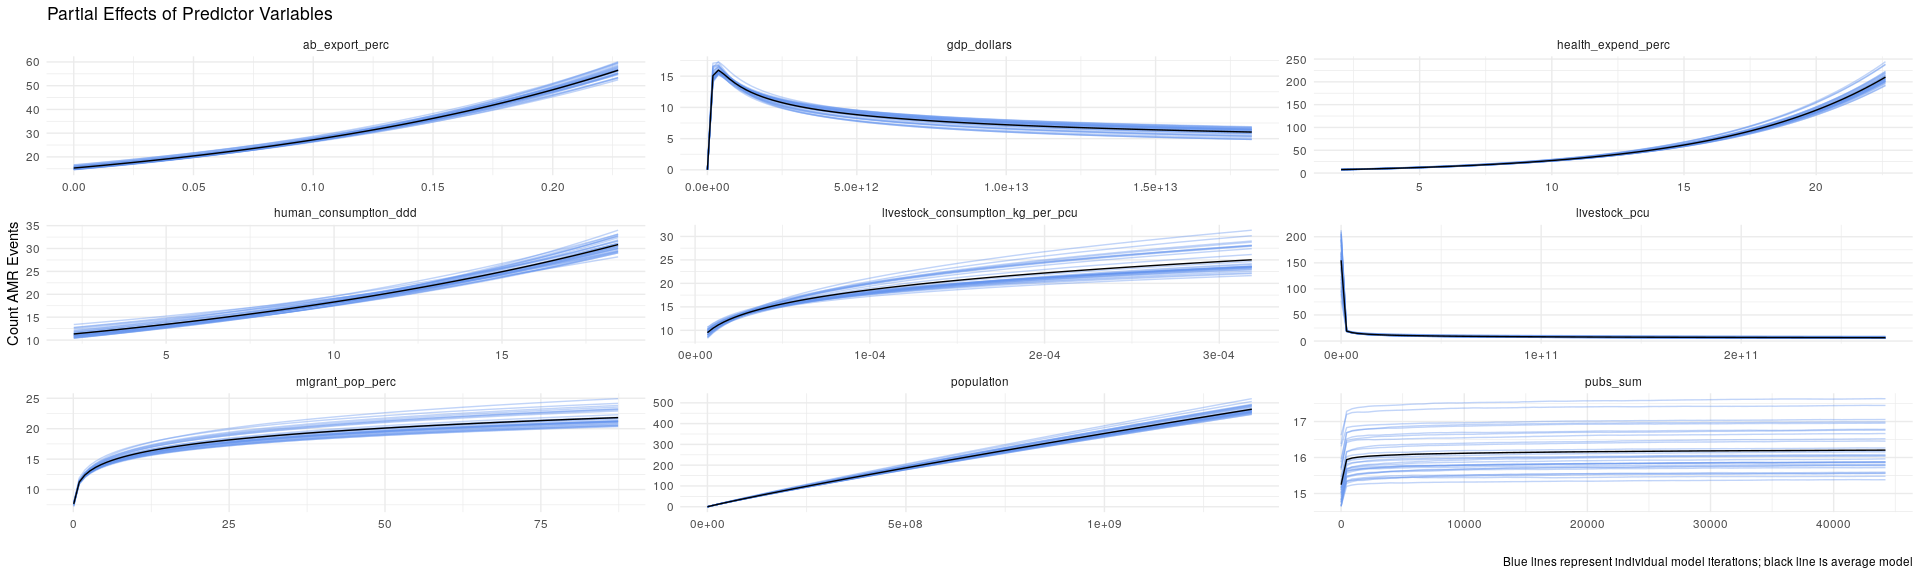 Partial Effects of Predictor Variables
ab_export_perc
gdp_dollars
health_expend_perc
60
50
40
30
20
0.00 0.05 0.10 0.15 0.20
15
10
5
0
0.0e+00 5.0e+12 1.0e+13 1.5e+13
250
200
150
100
50
0
5 10 15 20
human_consumption_ddd
livestock_consumption_kg_per_pcu
livestock_pcu
Count AMR Events
35
30
25
20
15
10
5 10 15
30
25
20
15
10
0e+00 1e-04 2e-04 3e-04
200
150
100
50
0
0e+00 1e+11 2e+11
migrant_pop_perc
population
pubs_sum
25
20
15
10
0 25 50 75
500
400
300
200
100
0
0e+00 5e+08 1e+09
17
16
15
0 10000 20000 30000 40000
Blue lines represent individual model iterations; black line is average model